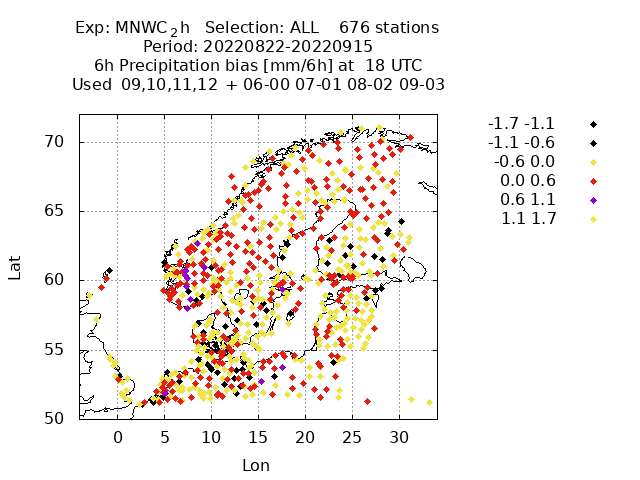 Exp: MNWC₂h   Selection: ALL    676 stations
Period: 20220822-20220915
6h Precipitation bias [mm/6h] at  18 UTC
Used  09,10,11,12  + 06-00 07-01 08-02 09-03
-1.7 -1.1
-1.1 -0.6
-0.6 0.0
0.0 0.6
0.6 1.1
1.1 1.7
70
65
60
55
50
Lat
0 5 10 15 20 25 30
Lon